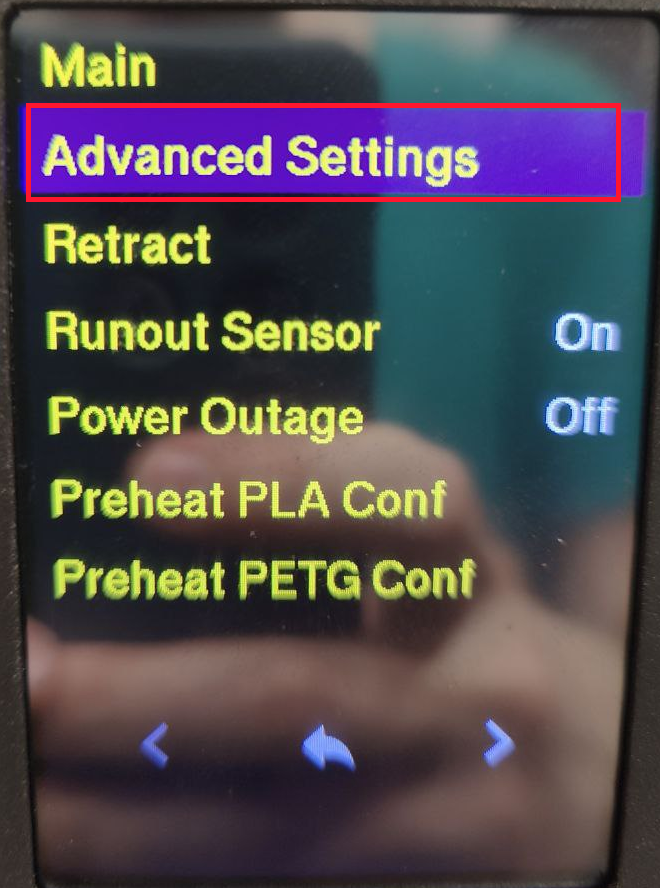 Main
Advanced Settings
Retract
Runout Sensor On
Power Outage Off
Preheat PLA Conf
Preheat PETG Conf